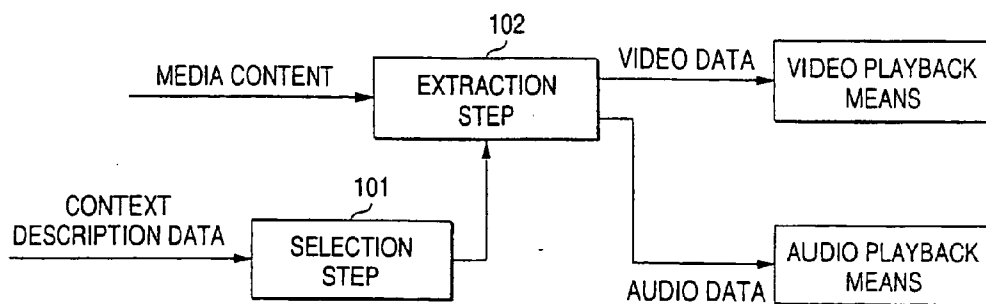 102
MEDIA CONTENT
EXTRACTION
STEP
VIDEO DATA
VIDEO PLAYBACK
MEANS
101
CONTEXT
DESCRIPTION DATA
SELECTION
STEP
AUDIO DATA
AUDIO PLAYBACK
MEANS